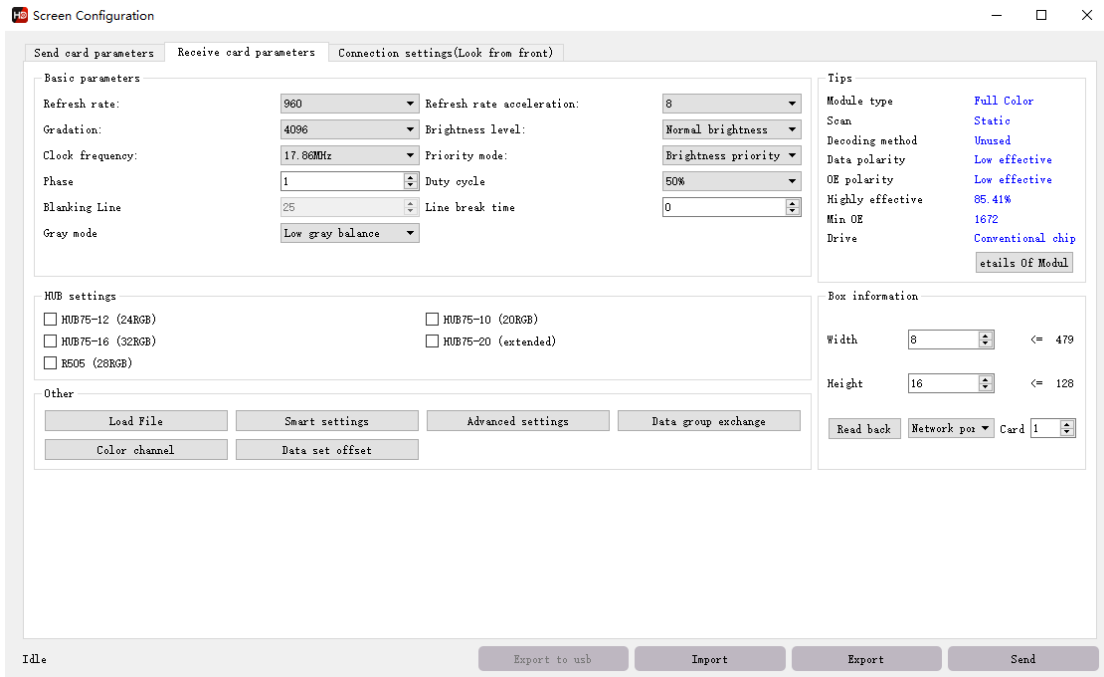 HD Screen Configuration
Send card parameters
Receive card parameters
Connection settings(Look from front)
Basic parameters
Refresh rate: 960 Refresh rate acceleration: 8
Gradation: 4096 Brightness level: Normal brightness
Clock frequency: 17.86MHz Priority mode: Brightness priority
Phase 1 Duty cycle 50%
Blanking Line 25 Line break time 0
Gray mode Low gray balance
Tips
Module type Full Color
Scan Static
Decoding method Unused
Data polarity Low effective
OE polarity Low effective
Highly effective 85.41%
Min OE 1672
Drive Conventional chip
etails Of Modul
HUB settings
HUB75-12 (24RGB) HUB75-10 (20RGB)
HUB75-16 (32RGB) HUB75-20 (extended)
R505 (28RGB)
Box information
Width 8 <= 479
Height 16 <= 128
Read back Network por Card 1
Other
Load File Smart settings Advanced settings Data group exchange
Color channel Data set offset
Idle Export to usb Import Export Send